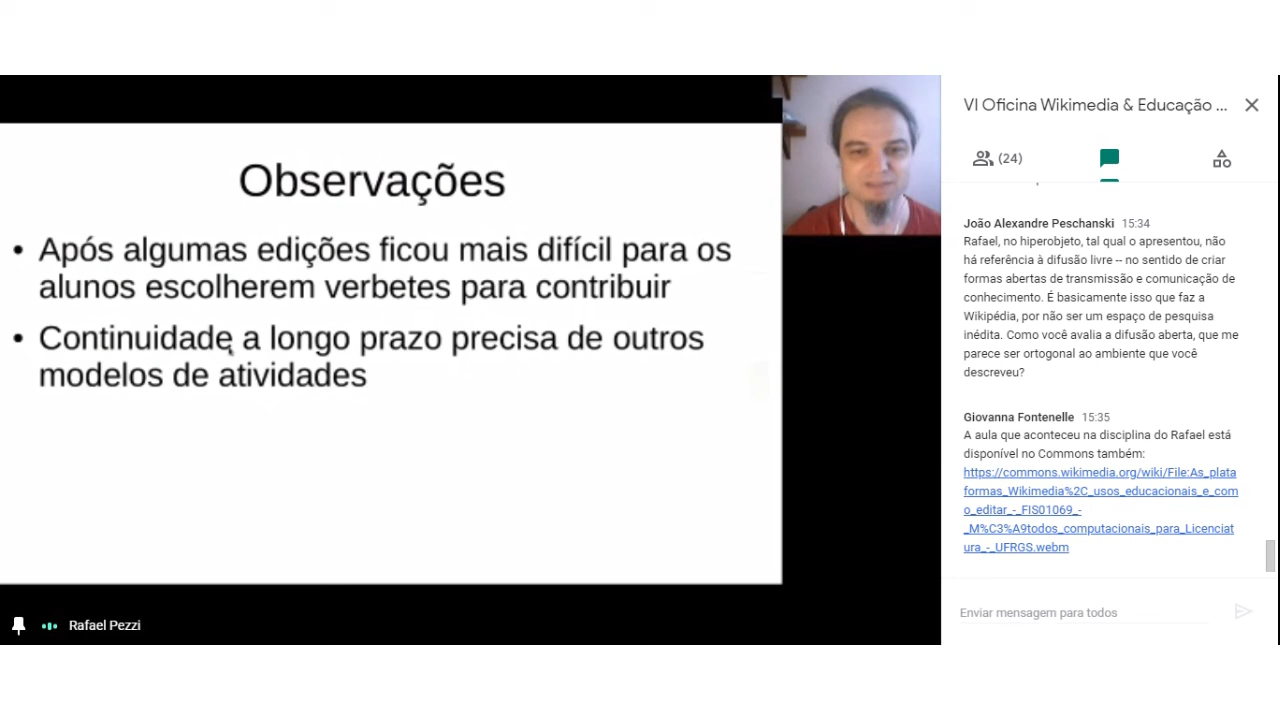 Observações
• Após algumas edições ficou mais difícil para os
alunos escolherem verbetes para contribuir
• Continuidade a longo prazo precisa de outros
modelos de atividades
Rafael Pezzi
VI Oficina Wikimedia & Educação ...
(24)
João Alexandre Peschanski 15:34
Rafael, no hiperobjeto, tal qual o apresentou, não
há referência à difusão livre -- no sentido de criar
formas abertas de transmissão e comunicação de
conhecimento. É basicamente isso que faz a
Wikipédia, por não ser um espaço de pesquisa
inédita. Como você avalia a difusão aberta, que me
parece ser ortogonal ao ambiente que você
descreveu?
Giovanna Fontenelle 15:35
A aula que aconteceu na disciplina do Rafael está
disponível no Commons também:
https://commons.wikimedia.org/wiki/File:As_plata
formas_Wikimedia%2C_usos_educacionais_e_com
o_editar_-_FIS01069_-
_M%C3%A9todos_computacionais_para_Licenciat
ura_-_UFRGS.webm
Enviar mensagem para todos